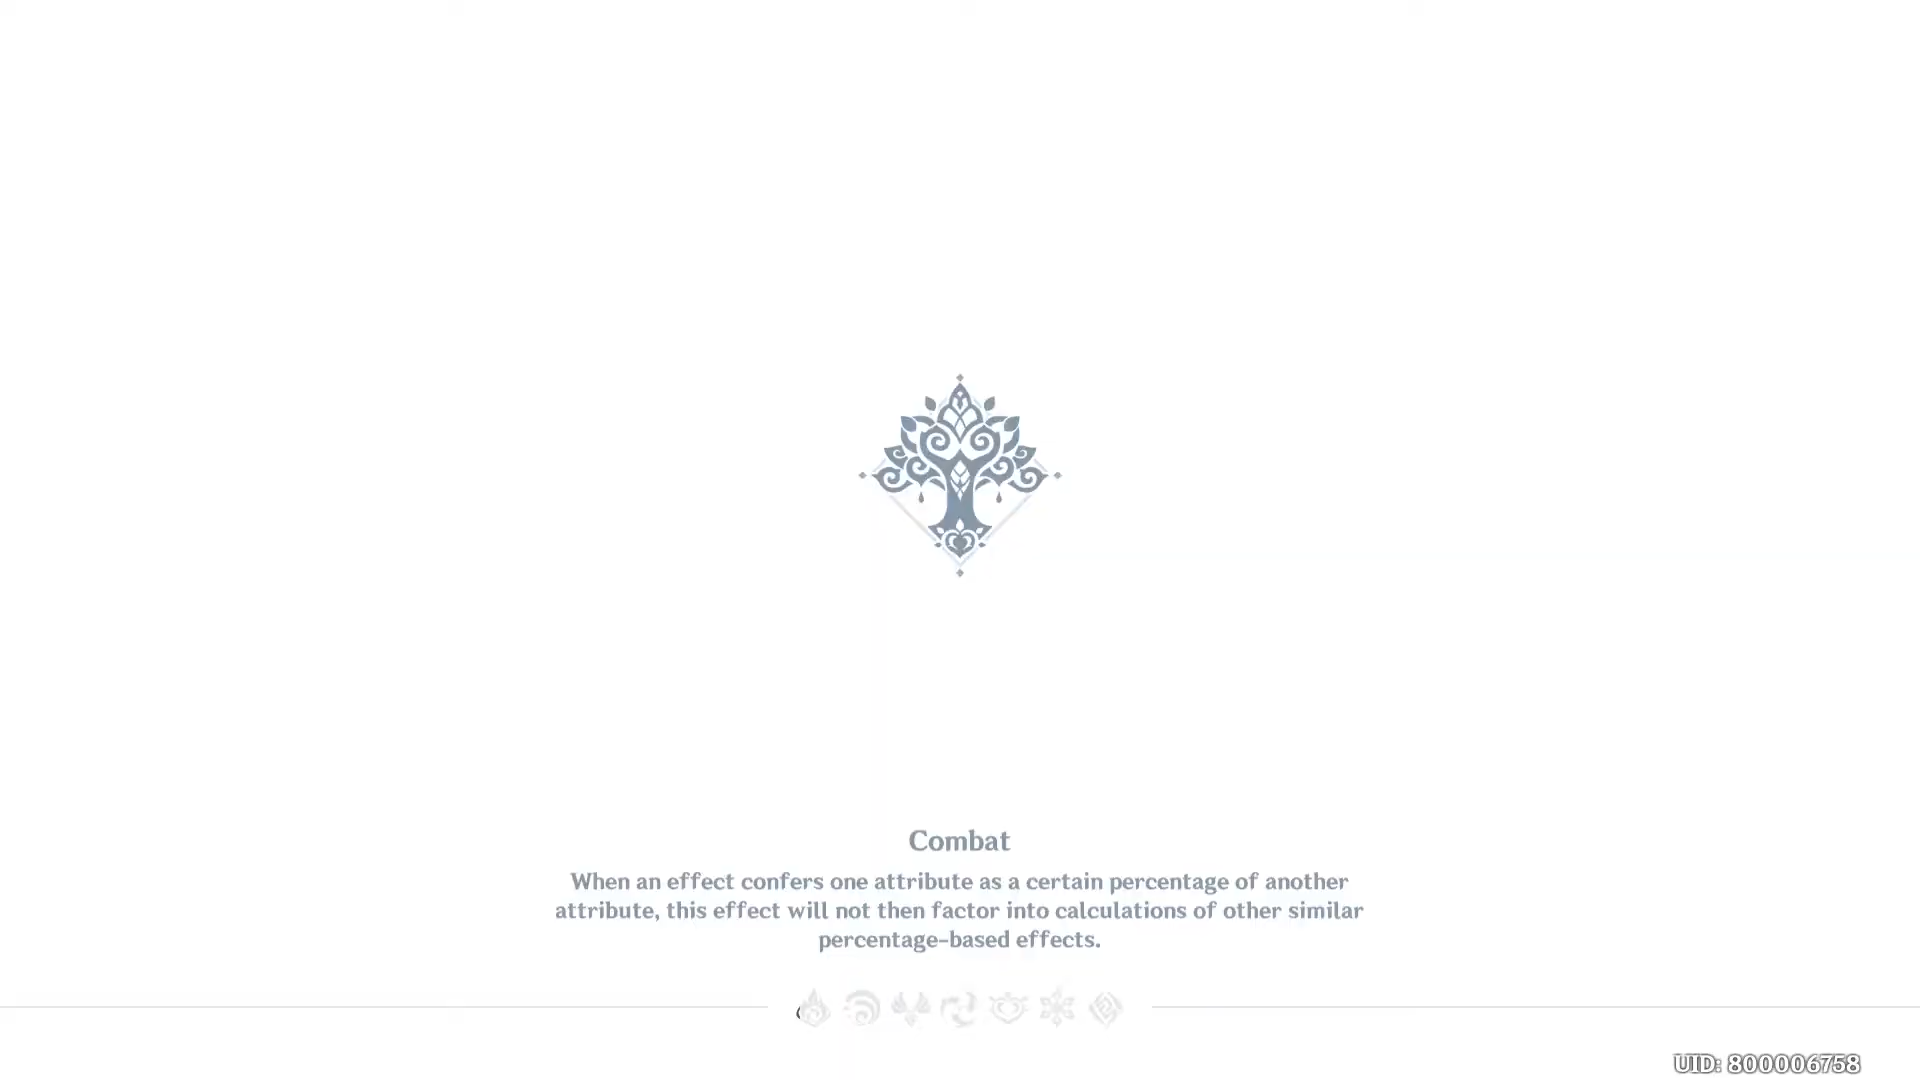 Combat
When an effect confers one attribute as a certain percentage of another
attribute, this effect will not then factor into calculations of other similar
percentage-based effects.
UID: 800006758